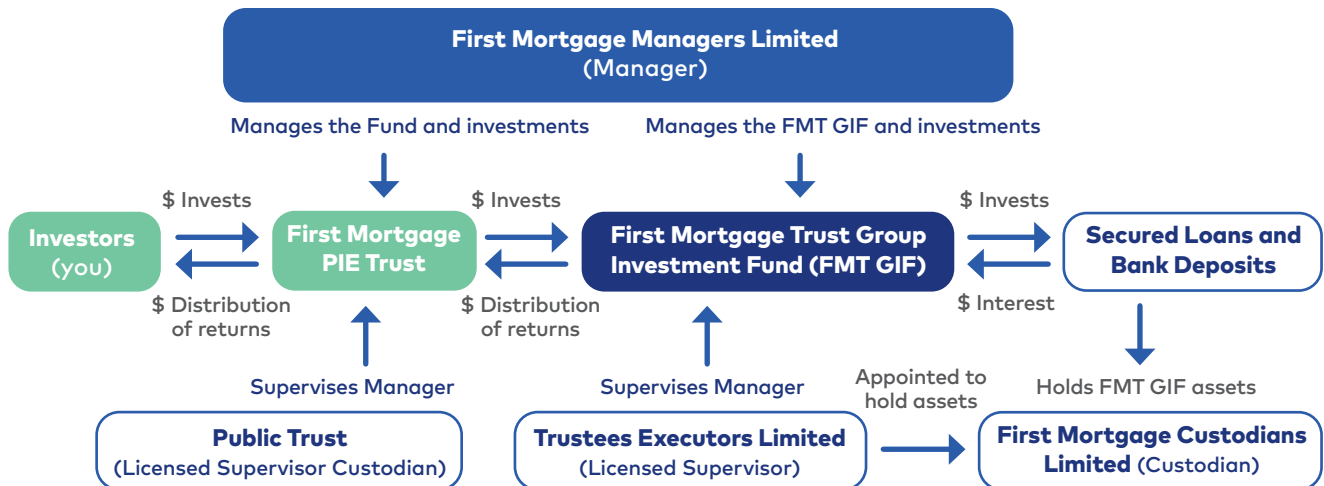 First Mortgage Managers Limited
(Manager)
Manages the Fund and investments
Manages the FMT GIF and investments
$ Invests
$ Invests
$ Invests
Investors
(you)
First Mortgage
PIE Trust
First Mortgage Trust Group
Investment Fund (FMT GIF)
Secured Loans and
Bank Deposits
$ Distribution
of returns
$ Distribution
of returns
$ Interest
Supervises Manager
Supervises Manager
Appointed to
hold assets
Holds FMT GIF assets
Public Trust
(Licensed Supervisor Custodian)
Trustees Executors Limited
(Licensed Supervisor)
First Mortgage Custodians
Limited (Custodian)